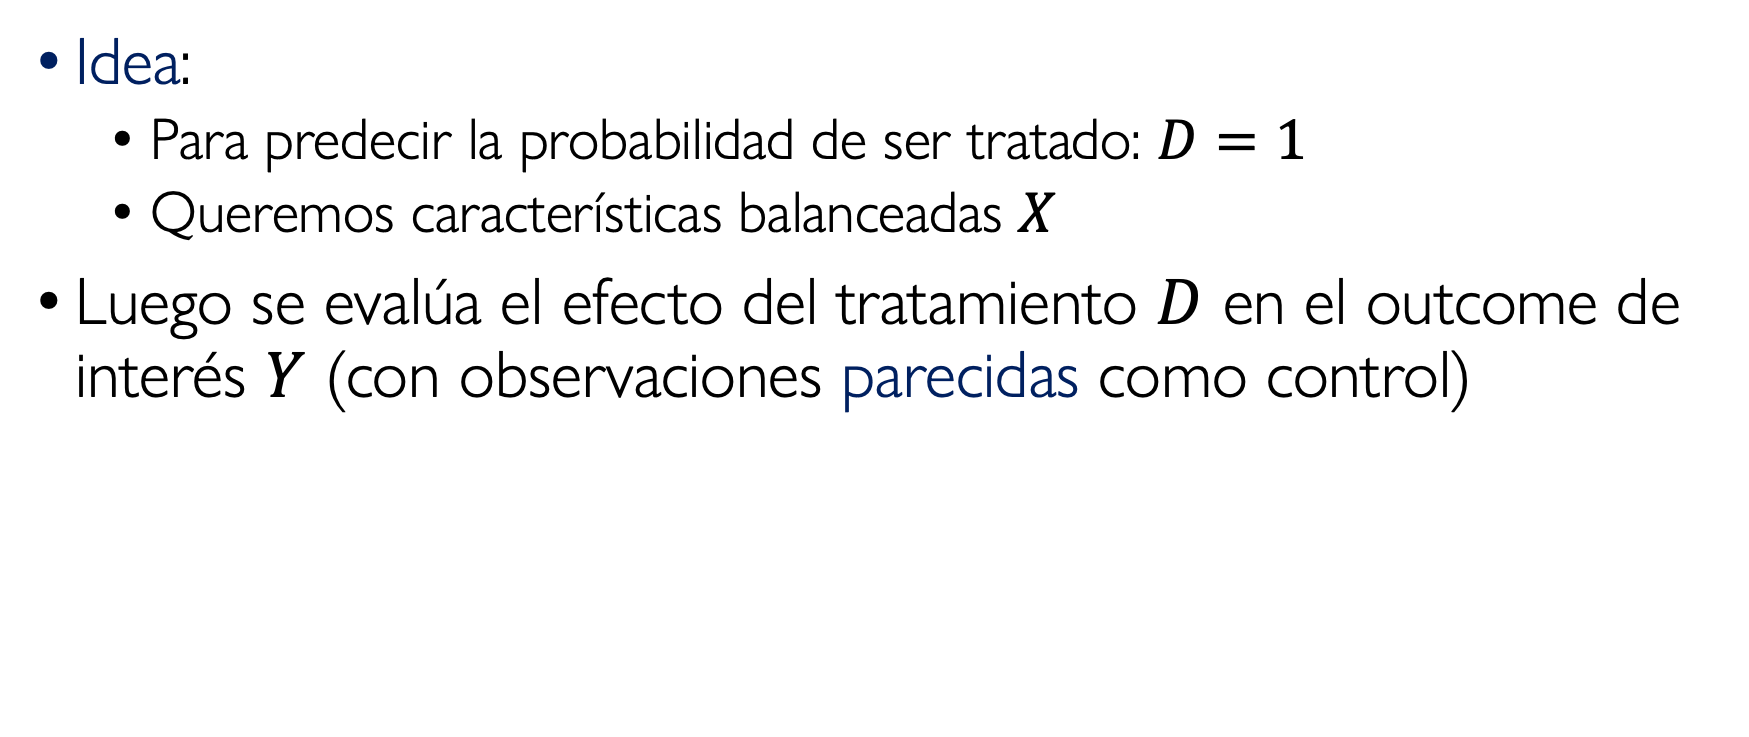 • Idea:
• Para predecir la probabilidad de ser tratado: D = 1
• Queremos características balanceadas X
• Luego se evalúa el efecto del tratamiento D en el outcome de
interés Y (con observaciones parecidas como control)